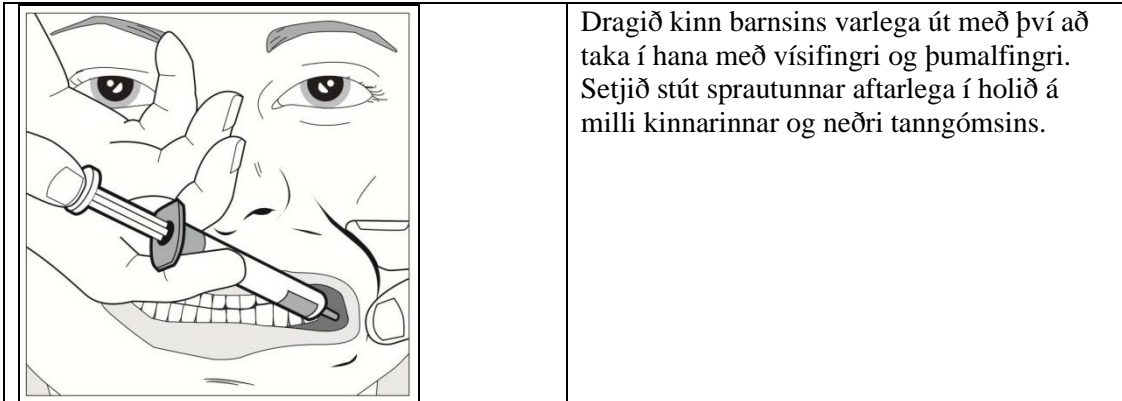 Dragið kinn barnsins varlega út með því að
taka í hana með vísifingri og þumalfingri.
Setjið stút sprautunnar aftarlega í holið á
milli kinnarinnar og neðri tanngómsins.